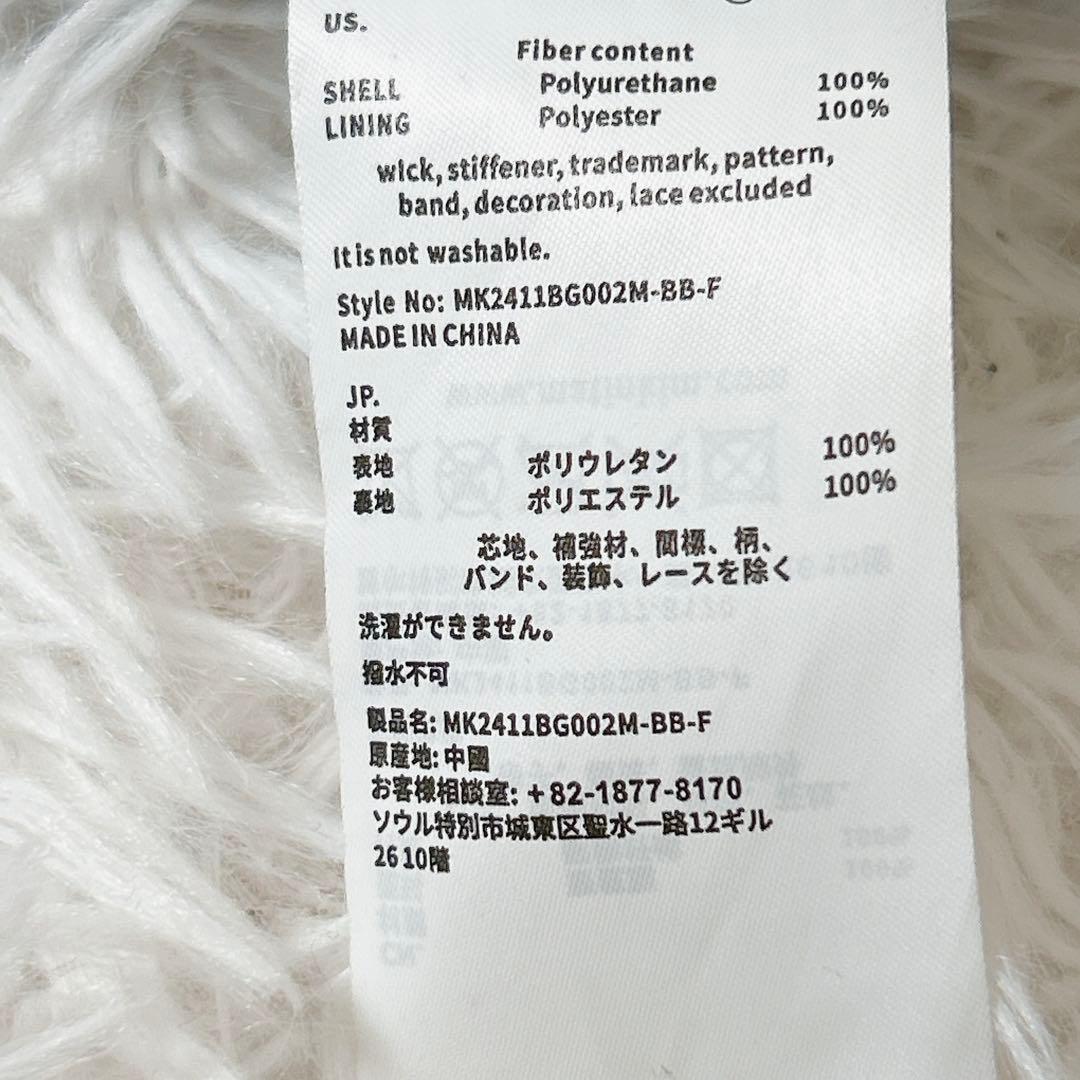 US.
Fiber content
SHELL Polyurethane 100%
LINING Polyester 100%
wick, stiffener, trademark, pattern,
band, decoration, lace excluded
It is not washable.
Style No: MK2411BG002M-BB-F
MADE IN CHINA
JP.
材質
表地 ポリウレタン 100%
裏地 ポリエステル 100%
芯地、補強材、間標、柄、
バンド、装飾、レースを除く
洗濯ができません。
撥水不可
製品名: MK2411BG002M-BB-F
原産地: 中國
お客様相談室: +82-1877-8170
ソウル特別市城東区聖水一路12ギル
26 10階